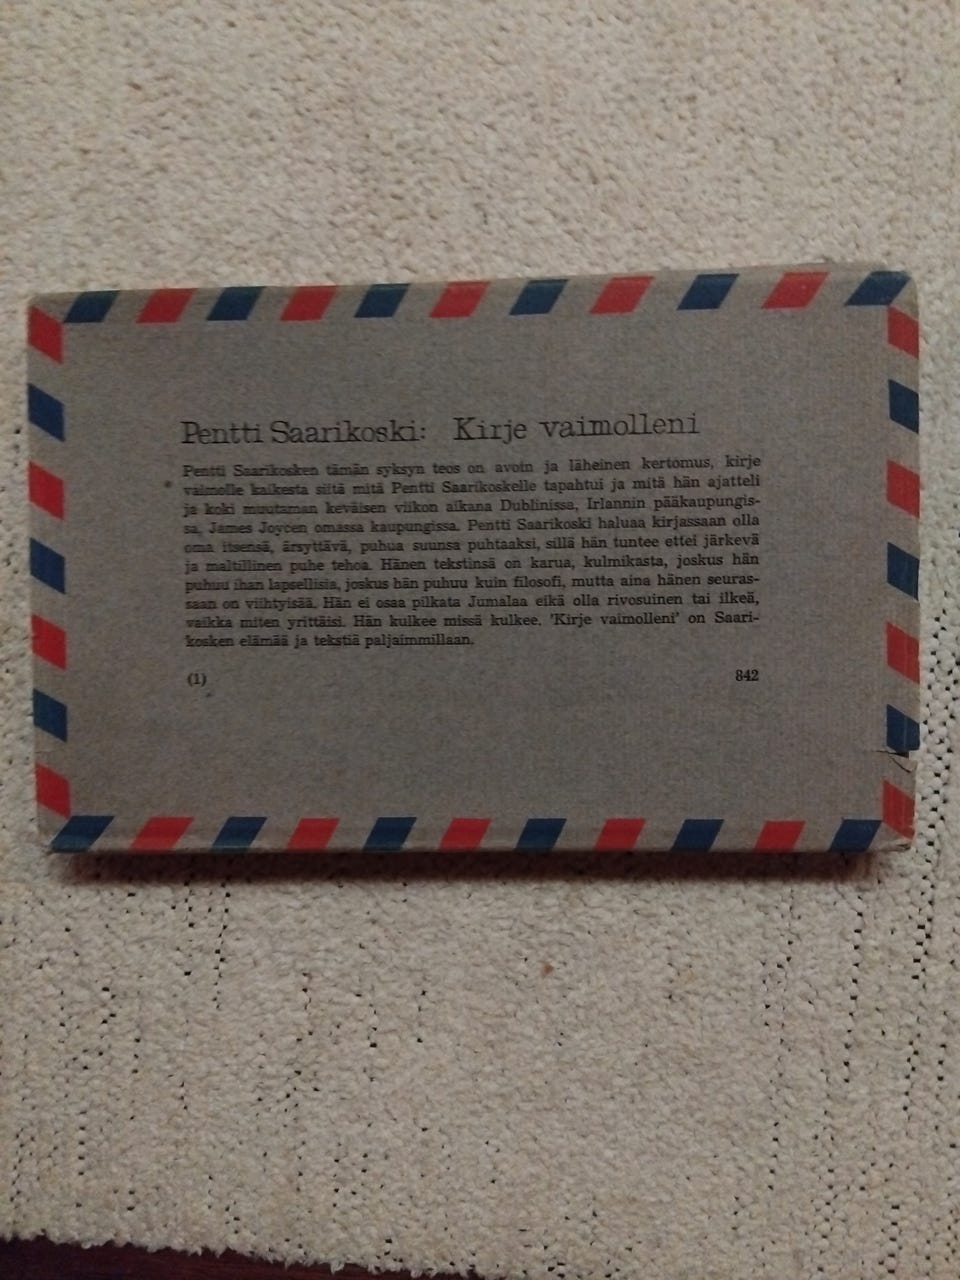 Pentti Saarikoski: Kirje vaimolleni
Pentti Saarikosken tämän syksyn teos on avoin ja läheinen kertomus, kirje
vaimolle kaikesta siitä mitä Pentti Saarikoskelle tapahtui ja mitä hän ajatteli
ja koki muutaman keväisen viikon aikana Dublinissa, Irlannin pääkaupungis-
sa, James Joycen omassa kaupungissa. Pentti Saarikoski haluaa kirjassaan olla
oma itsensä, ärsyttävä, puhua suunsa puhtaaksi, sillä hän tuntee ettei järkevä
ja maltillinen puhe tehoa. Hänen tekstinsä on karua, kulmikasta, joskus hän
puhuu ihan lapsellisia, joskus hän puhuu kuin filosofi, mutta aina hänen seuras-
saan on viihtyisää. Hän ei osaa pilkata Jumalaa eikä olla rivosuinen tai ilkeä,
vaikka miten yrittäisi. Hän kulkee missä kulkee. 'Kirje vaimolleni' on Saari-
kosken elämää ja tekstiä paljaimmillaan.
(1) 842